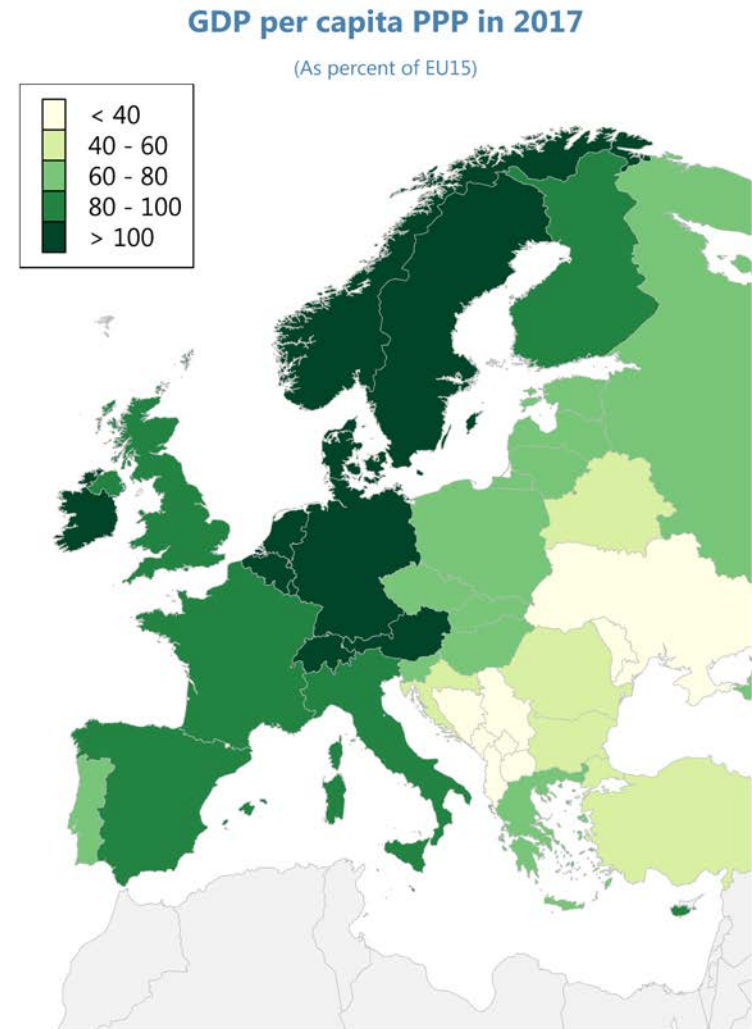 GDP per capita PPP in 2017
(As percent of EU15)
< 40
40 - 60
60 - 80
80 - 100
> 100